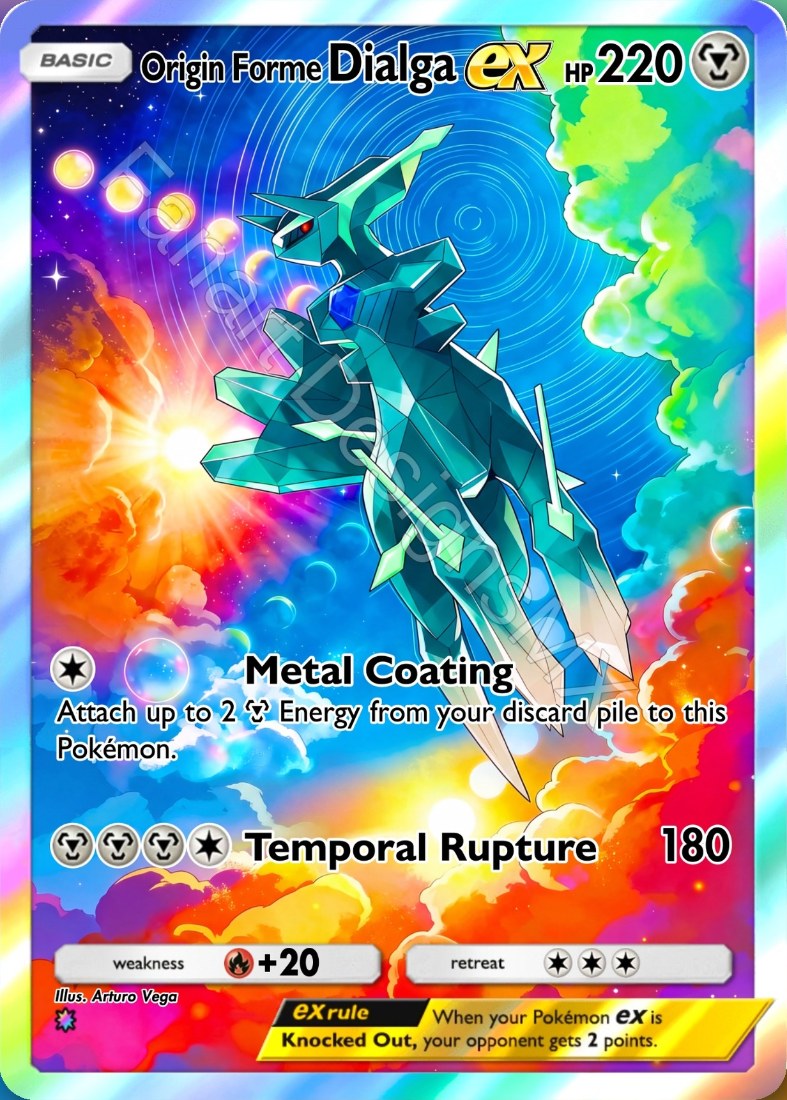 BASIC
Origin Forme Dialga ex HP 220
Fanart DesignsMX
Metal Coating
Attach up to 2 Energy from your discard pile to this
Pokémon.
Temporal Rupture 180
weakness +20
retreat
Illus. Arturo Vega
ex rule
When your Pokémon ex is
Knocked Out, your opponent gets 2 points.